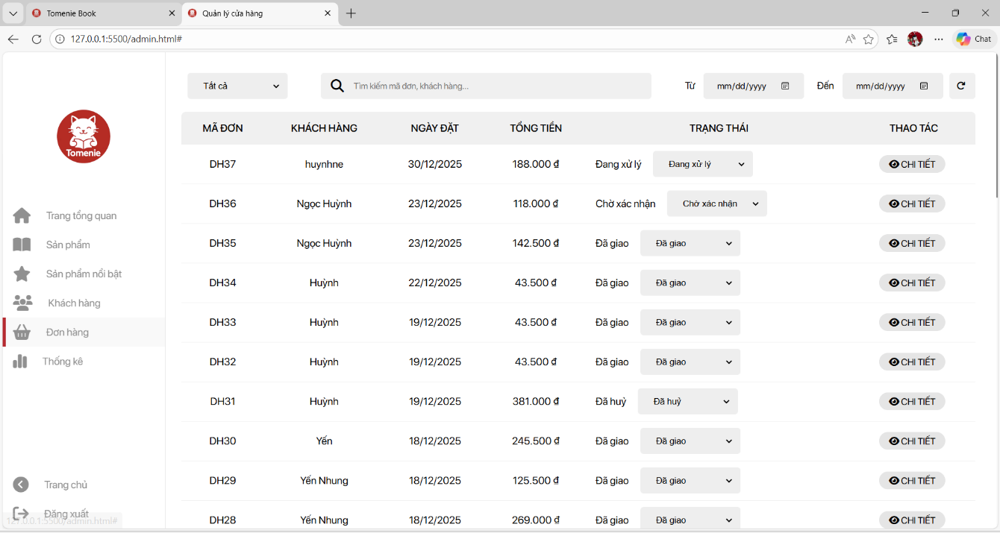 Tomenie Book
Quản lý cửa hàng
127.0.0.1:5500/admin.html#
Chat
Tomenie
Trang tổng quan
Sản phẩm
Sản phẩm nổi bật
Khách hàng
Đơn hàng
Thống kê
Trang chủ
Đăng xuất
127.0.0.1:5500/admin.html#
Tất cả Tìm kiếm mã đơn, khách hàng... Từ mm/dd/yyyy Đến mm/dd/yyyy
MÃ ĐƠN KHÁCH HÀNG NGÀY ĐẶT TỔNG TIỀN TRẠNG THÁI THAO TÁC
DH37 huynhne 30/12/2025 188.000 ₫ Đang xử lý Đang xử lý CHI TIẾT
DH36 Ngọc Huỳnh 23/12/2025 118.000 ₫ Chờ xác nhận Chờ xác nhận CHI TIẾT
DH35 Ngọc Huỳnh 23/12/2025 142.500 ₫ Đã giao Đã giao CHI TIẾT
DH34 Huỳnh 22/12/2025 43.500 ₫ Đã giao Đã giao CHI TIẾT
DH33 Huỳnh 19/12/2025 43.500 ₫ Đã giao Đã giao CHI TIẾT
DH32 Huỳnh 19/12/2025 43.500 ₫ Đã giao Đã giao CHI TIẾT
DH31 Huỳnh 19/12/2025 381.000 ₫ Đã huỷ Đã huỷ CHI TIẾT
DH30 Yến 18/12/2025 245.500 ₫ Đã giao Đã giao CHI TIẾT
DH29 Yến Nhung 18/12/2025 125.500 ₫ Đã giao Đã giao CHI TIẾT
DH28 Yến Nhung 18/12/2025 269.000 ₫ Đã giao Đã giao CHI TIẾT